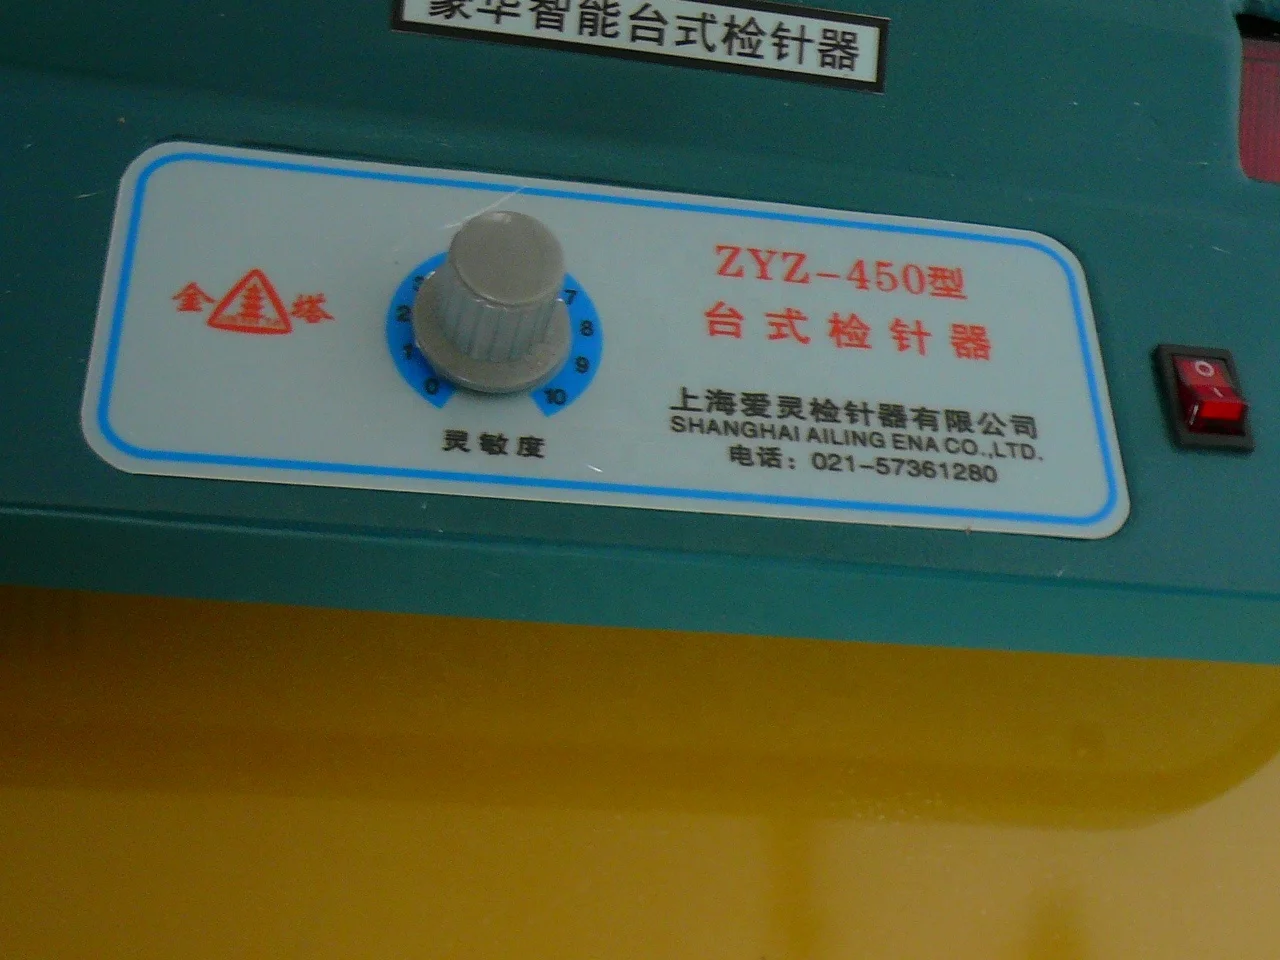 豪华智能台式检针器
金 塔
3
2
1
0
7
8
9
10
灵敏度
ZYZ-450型
台式检针器
上海爱灵检针器有限公司
SHANGHAI AILING ENA CO.,LTD.
电话：021-57361280
O
I